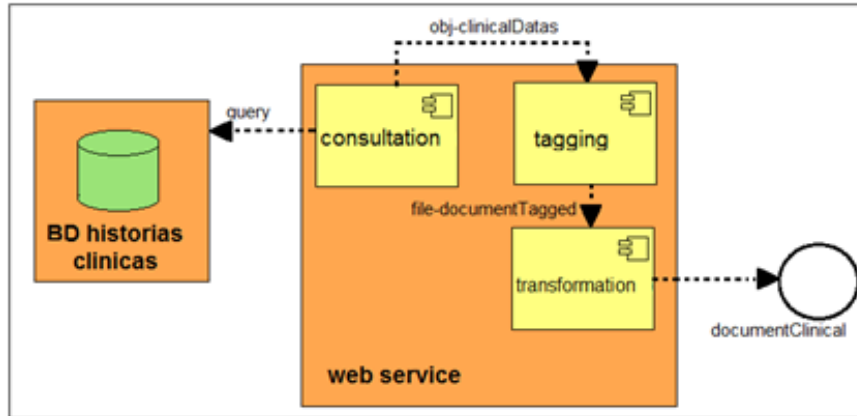 obj-clinicalDatas
query
consultation
tagging
file-documentTagged
BD historias
clinicas
transformation
documentClinical
web service